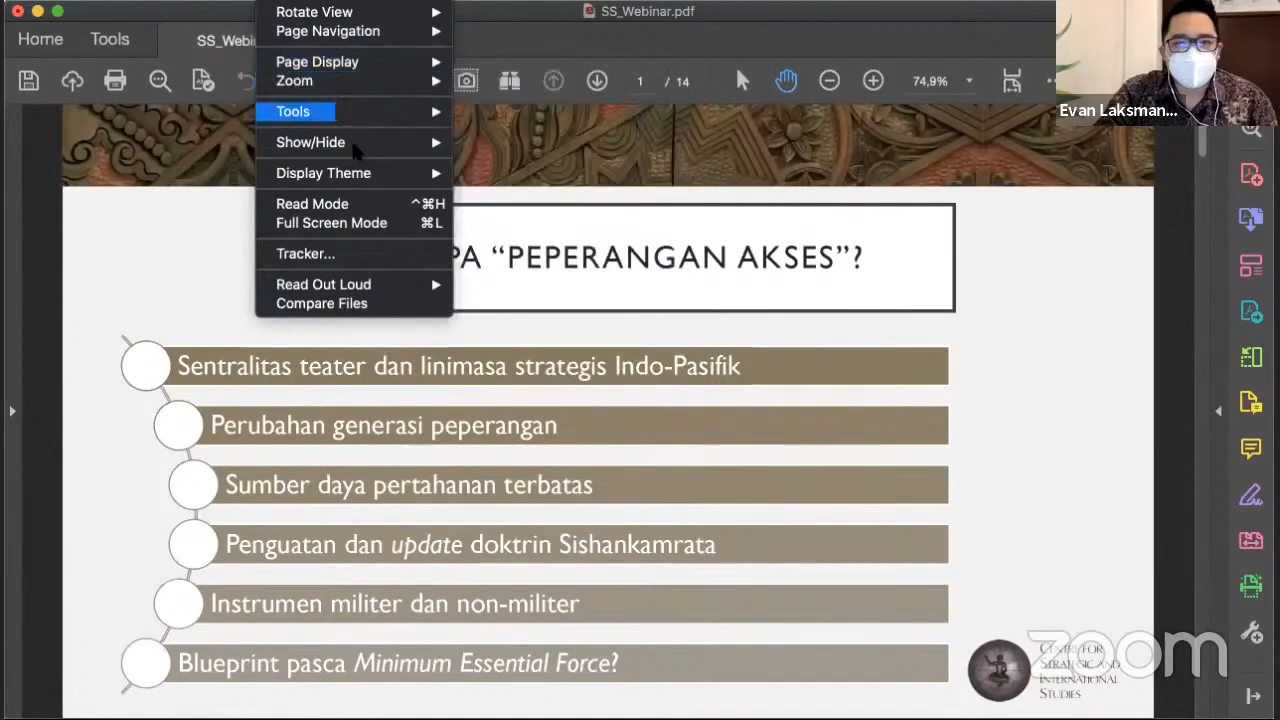 SS_Webinar.pdf
Home
Tools
SS_Webi
1
/ 14
74,9%
Rotate View
Page Navigation
Page Display
Zoom
Tools
Show/Hide
Display Theme
Read Mode ^⌘H
Full Screen Mode ⌘L
Tracker...
Read Out Loud
Compare Files
Evan Laksman...
PA “PEPERANGAN AKSES”?
Sentralitas teater dan linimasa strategis Indo-Pasifik
Perubahan generasi peperangan
Sumber daya pertahanan terbatas
Penguatan dan update doktrin Sishankamrata
Instrumen militer dan non-militer
Blueprint pasca Minimum Essential Force?
CENTRE FOR
STRATEGIC AND
INTERNATIONAL
STUDIES
zoom